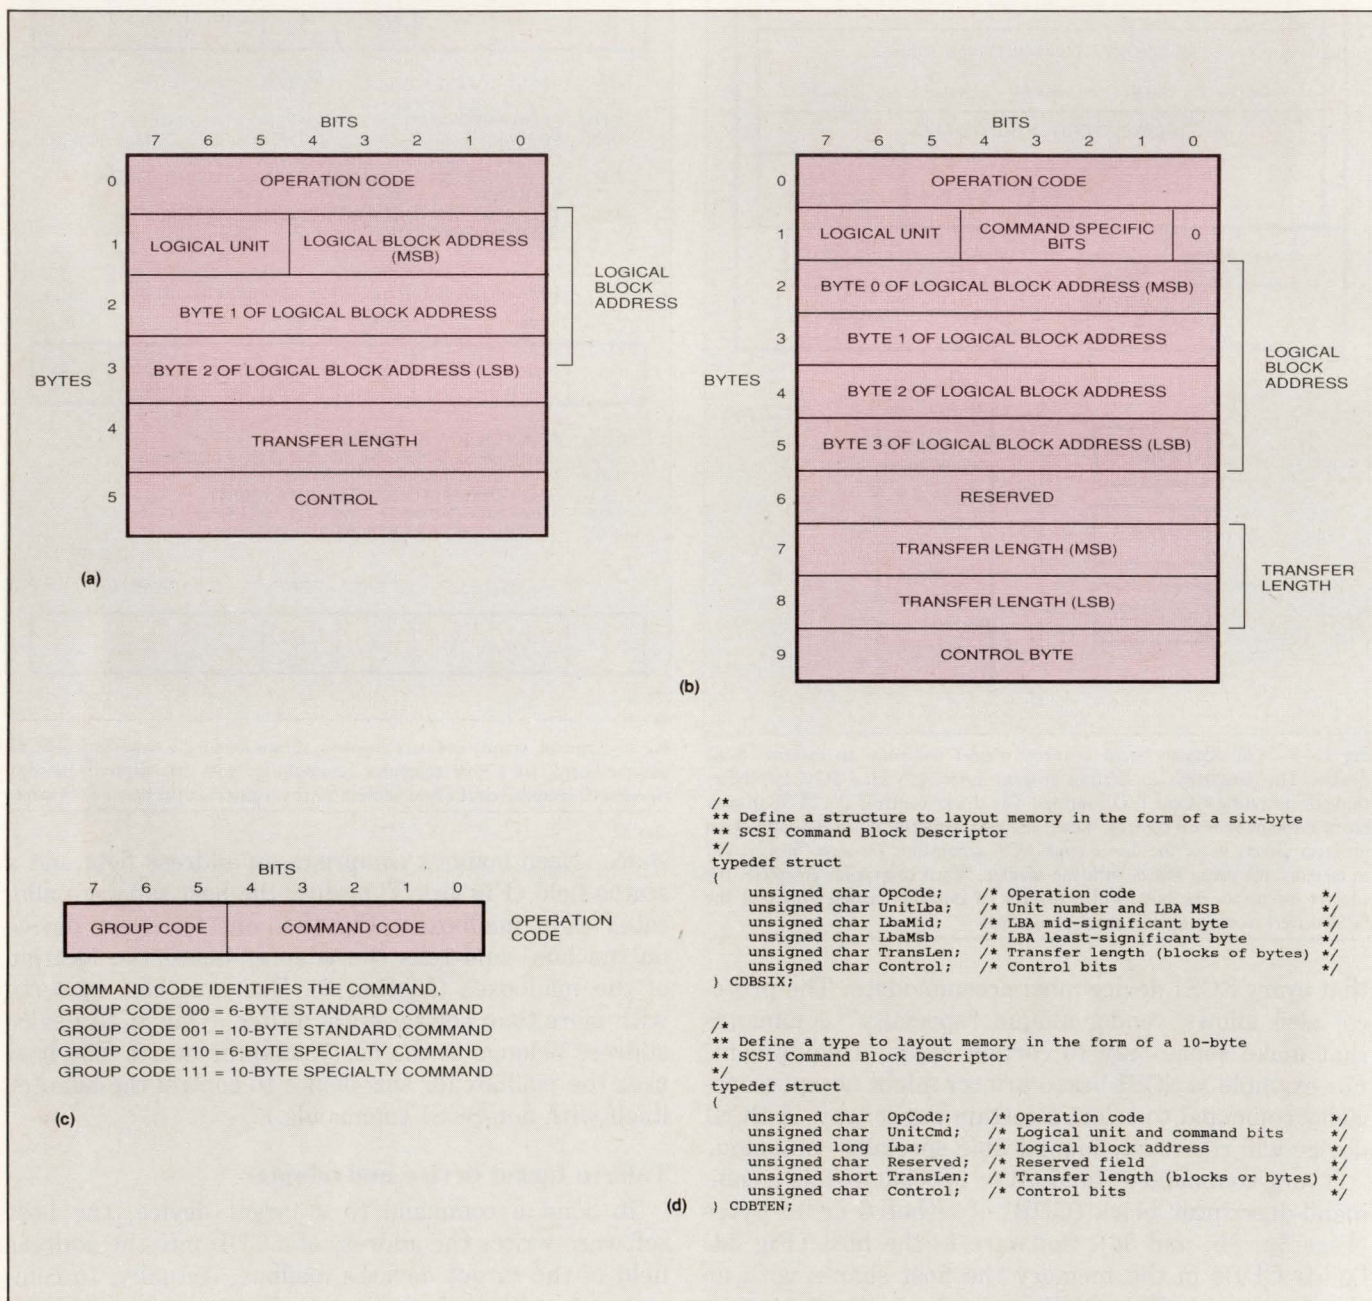 BITS
7 6 5 4 3 2 1 0
0 OPERATION CODE
1 LOGICAL UNIT LOGICAL BLOCK ADDRESS
(MSB)
2 BYTE 1 OF LOGICAL BLOCK ADDRESS
BYTES 3 BYTE 2 OF LOGICAL BLOCK ADDRESS (LSB)
4 TRANSFER LENGTH
5 CONTROL
LOGICAL
BLOCK
ADDRESS
(a)
BITS
7 6 5 4 3 2 1 0
0 OPERATION CODE
1 LOGICAL UNIT COMMAND SPECIFIC
BITS 0
2 BYTE 0 OF LOGICAL BLOCK ADDRESS (MSB)
3 BYTE 1 OF LOGICAL BLOCK ADDRESS
BYTES 4 BYTE 2 OF LOGICAL BLOCK ADDRESS
5 BYTE 3 OF LOGICAL BLOCK ADDRESS (LSB)
6 RESERVED
7 TRANSFER LENGTH (MSB)
8 TRANSFER LENGTH (LSB)
9 CONTROL BYTE
LOGICAL
BLOCK
ADDRESS
TRANSFER
LENGTH
(b)
BITS
7 6 5 4 3 2 1 0
GROUP CODE COMMAND CODE
OPERATION
CODE
COMMAND CODE IDENTIFIES THE COMMAND,
GROUP CODE 000 = 6-BYTE STANDARD COMMAND
GROUP CODE 001 = 10-BYTE STANDARD COMMAND
GROUP CODE 110 = 6-BYTE SPECIALTY COMMAND
GROUP CODE 111 = 10-BYTE SPECIALTY COMMAND
(c)
/*
** Define a structure to layout memory in the form of a six-byte
** SCSI Command Block Descriptor
*/
typedef struct
{
unsigned char OpCode; /* Operation code */
unsigned char UnitLba; /* Unit number and LBA MSB */
unsigned char LbaMid; /* LBA mid-significant byte */
unsigned char LbaMsb /* LBA least-significant byte */
unsigned char TransLen; /* Transfer length (blocks of bytes) */
unsigned char Control; /* Control bits */
} CDBSIX;
/*
** Define a type to layout memory in the form of a 10-byte
** SCSI Command Block Descriptor
*/
typedef struct
{
unsigned char OpCode; /* Operation code */
unsigned char UnitCmd; /* Logical unit and command bits */
unsigned long Lba; /* Logical block address */
unsigned char Reserved; /* Reserved field */
unsigned short TransLen; /* Transfer length (blocks or bytes) */
unsigned char Control; /* Control bits */
(d) } CDBTEN;